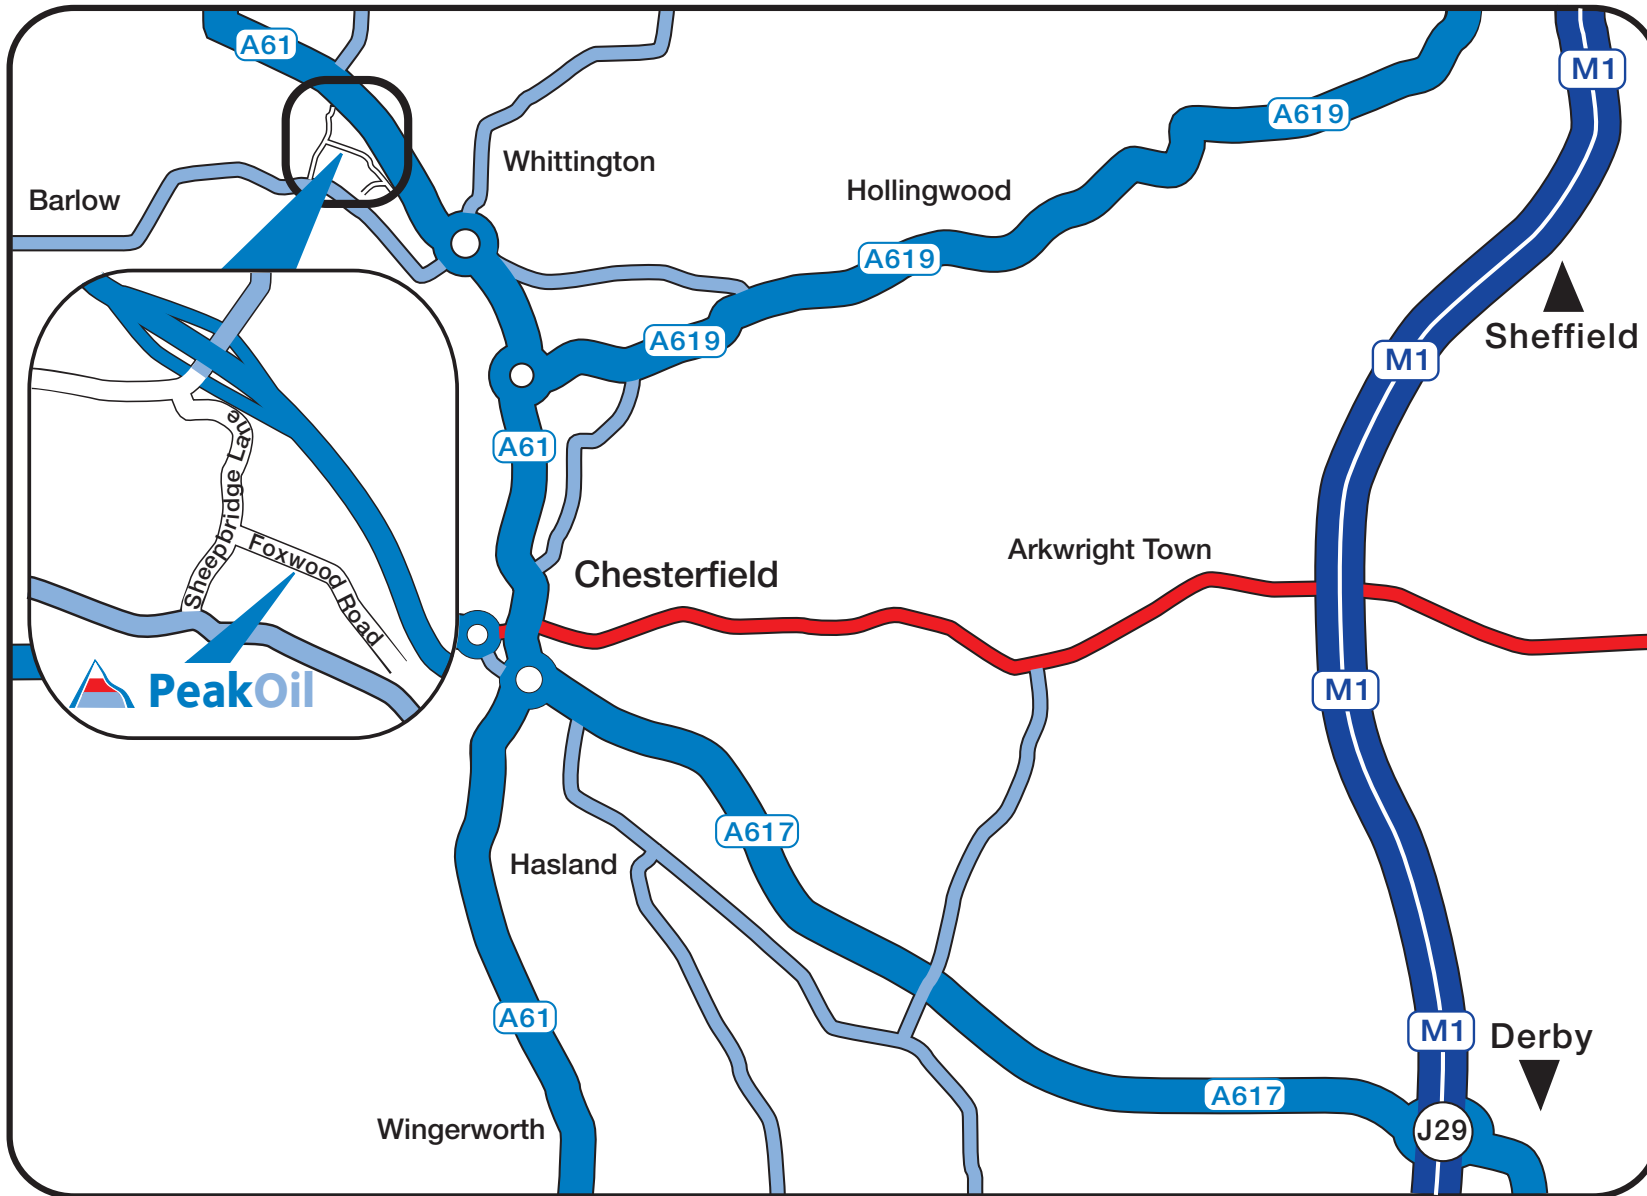 A61
M1
A619
Whittington
Hollingwood
Barlow
A619
A619
Sheffield
M1
A61
Sheepbridge Lane
Foxwood Road
PeakOil
Chesterfield
Arkwright Town
M1
A617
Hasland
A61
M1
Derby
A617
Wingerworth
J29